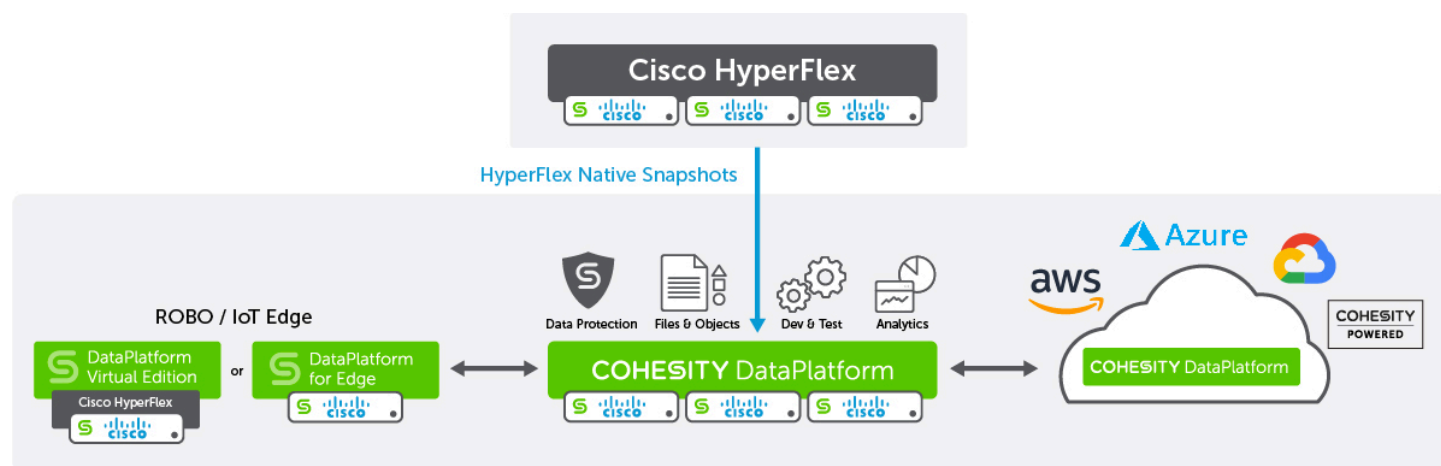 Cisco HyperFlex
CISCO CISCO CISCO
HyperFlex Native Snapshots
Azure
aws
COHESITY
POWERED
Data Protection Files & Objects Dev & Test Analytics
ROBO / IoT Edge
DataPlatform
Virtual Edition
or
DataPlatform
for Edge
COHESITY DataPlatform
COHESITY DataPlatform
Cisco HyperFlex
CISCO
CISCO
CISCO CISCO CISCO